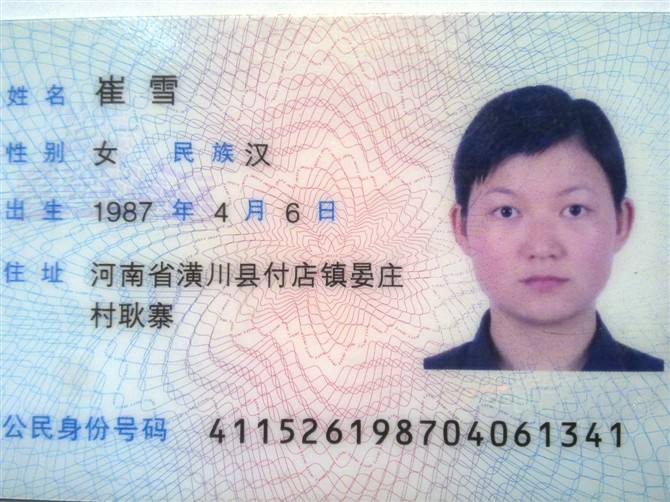 姓名 崔雪
性别 女 民族 汉
出生 1987 年 4 月 6 日
住址 河南省潢川县付店镇晏庄
村耿寨
公民身份号码 411526198704061341